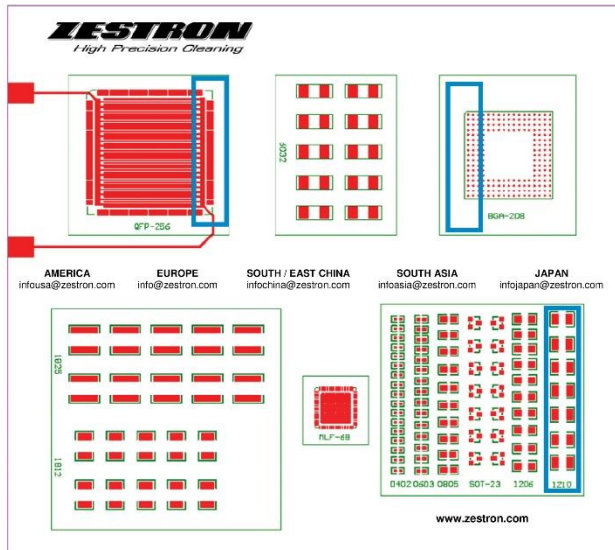 ZESTRON
High Precision Cleaning
QFP-256
6032
BGA-208
AMERICA
infousa@zestron.com
EUROPE
info@zestron.com
SOUTH / EAST CHINA
infochina@zestron.com
SOUTH ASIA
infoasia@zestron.com
JAPAN
infojapan@zestron.com
1825
1812
MLF-68
0402 0603 0805 SOT-23 1206 1210
www.zestron.com